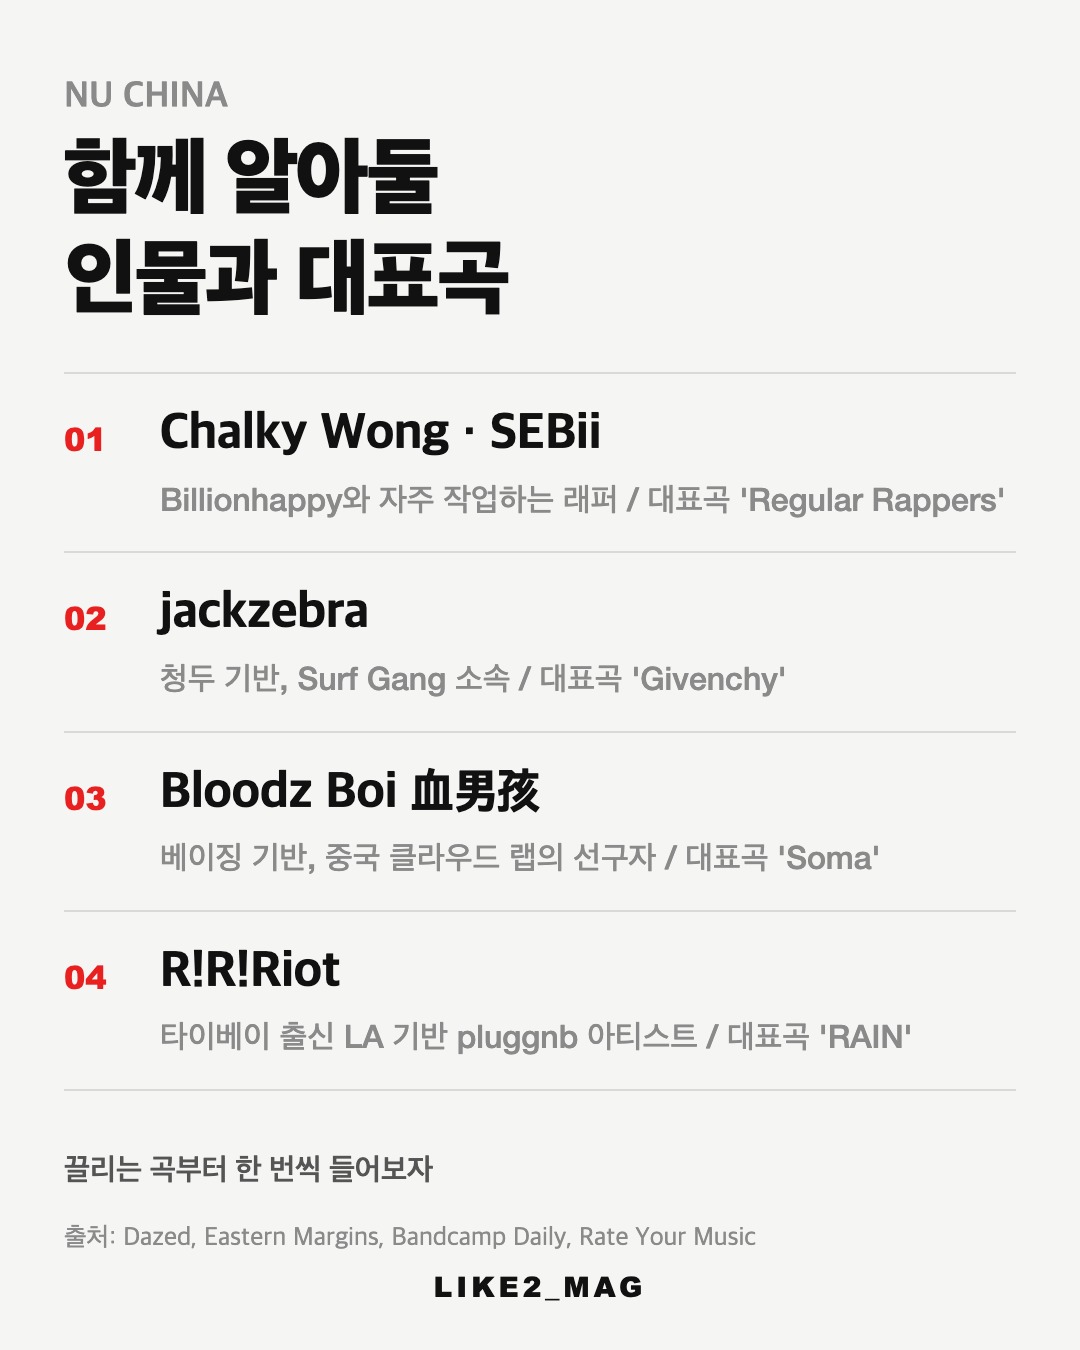 NU CHINA
함께 알아둘
인물과 대표곡
01 Chalky Wong · SEBii
Billionhappy와 자주 작업하는 래퍼 / 대표곡 'Regular Rappers'
02 jackzebra
청두 기반, Surf Gang 소속 / 대표곡 'Givenchy'
03 Bloodz Boi 血男孩
베이징 기반, 중국 클라우드 랩의 선구자 / 대표곡 'Soma'
04 R!R!Riot
타이베이 출신 LA 기반 pluggnb 아티스트 / 대표곡 'RAIN'
끌리는 곡부터 한 번씩 들어보자
출처: Dazed, Eastern Margins, Bandcamp Daily, Rate Your Music
LIKE2_MAG